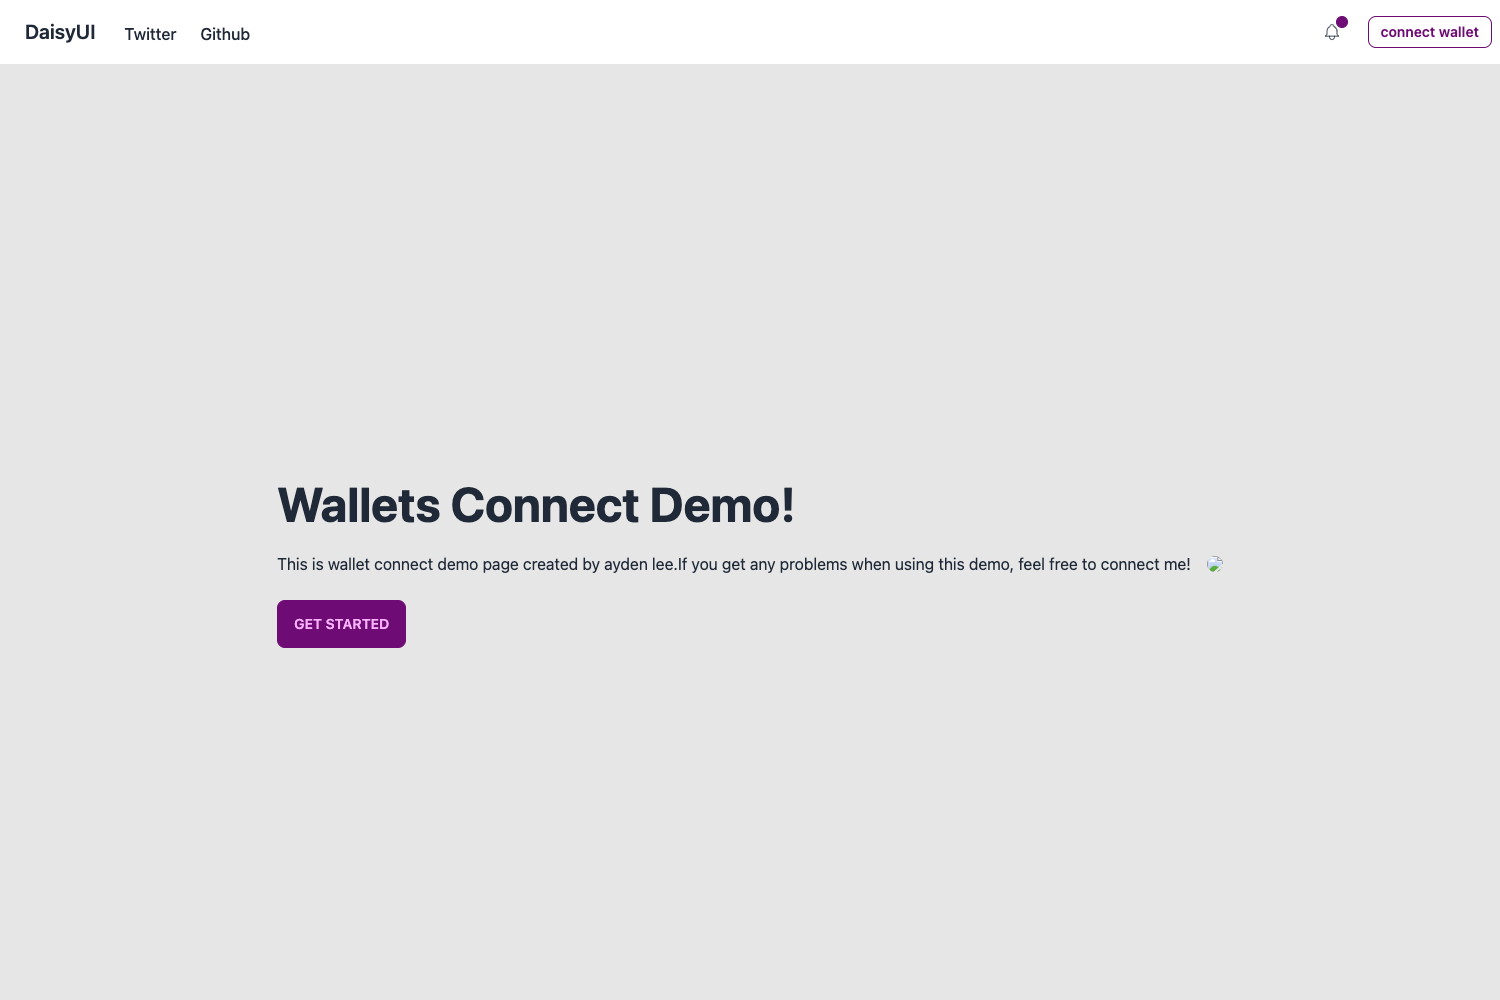 DaisyUI
Twitter
Github
connect wallet
Wallets Connect Demo!
This is wallet connect demo page created by ayden lee.If you get any problems when using this demo, feel free to connect me!
GET STARTED